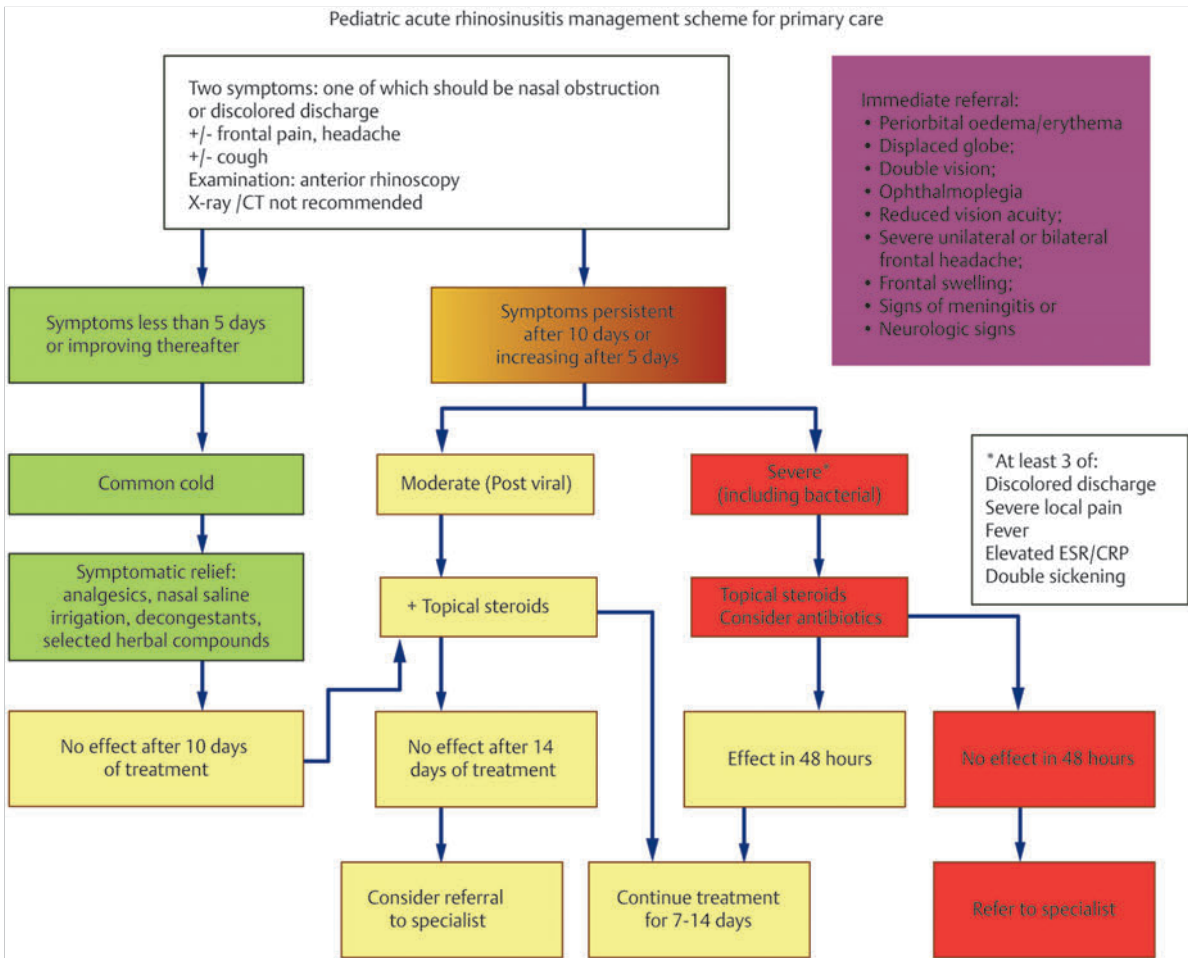 Pediatric acute rhinosinusitis management scheme for primary care
Two symptoms: one of which should be nasal obstruction
or discolored discharge
+/- frontal pain, headache
+/- cough
Examination: anterior rhinoscopy
X-ray /CT not recommended
Immediate referral:
• Periorbital oedema/erythema
• Displaced globe;
• Double vision;
• Ophthalmoplegia
• Reduced vision acuity;
• Severe unilateral or bilateral
frontal headache;
• Frontal swelling;
• Signs of meningitis or
• Neurologic signs
Symptoms less than 5 days
or improving thereafter
Symptoms persistent
after 10 days or
increasing after 5 days
Common cold
Moderate (Post viral)
Severe*
(including bacterial)
*At least 3 of:
Discolored discharge
Severe local pain
Fever
Elevated ESR/CRP
Double sickening
Symptomatic relief:
analgesics, nasal saline
irrigation, decongestants,
selected herbal compounds
+ Topical steroids
Topical steroids
Consider antibiotics
No effect after 10 days
of treatment
No effect after 14
days of treatment
Effect in 48 hours
No effect in 48 hours
Consider referral
to specialist
Continue treatment
for 7-14 days
Refer to specialist